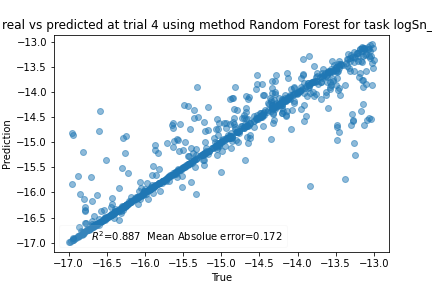 real vs predicted at trial 4 using method Random Forest for task logSn_
−13.0
−13.5
−14.0
−14.5
−15.0
−15.5
−16.0
−16.5
−17.0
Prediction
R²=0.887 Mean Absolue error=0.172
−17.0 −16.5 −16.0 −15.5 −15.0 −14.5 −14.0 −13.5 −13.0
True